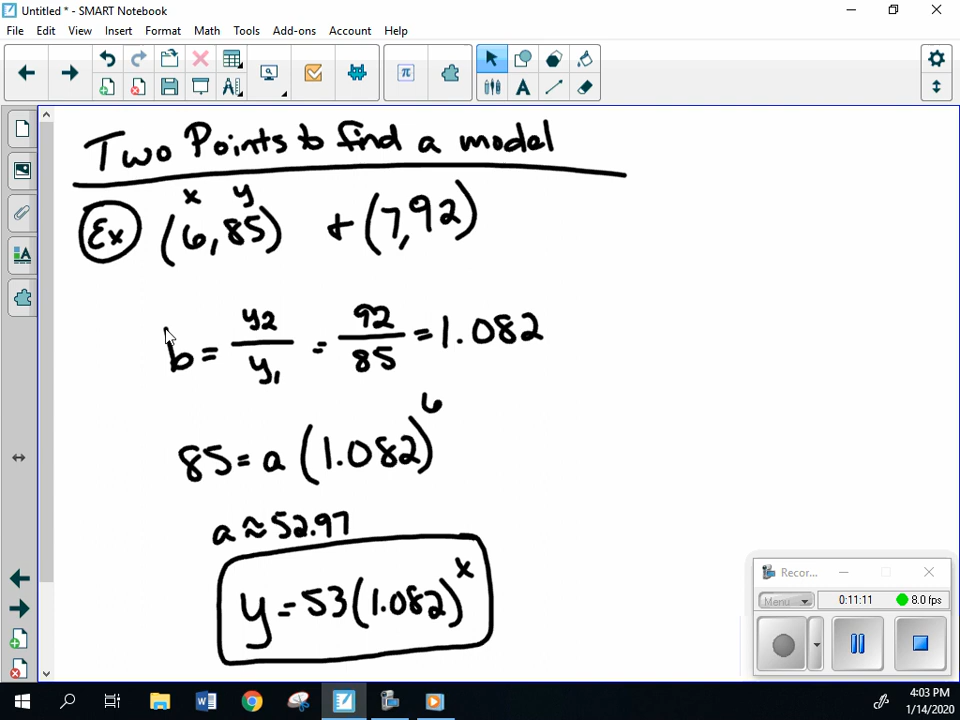 Untitled * - SMART Notebook
File Edit View Insert Format Math Tools Add-ons Account Help
Two Points to find a model
x y
Ex (6,85) + (7,92)
b = y2/y1 = 92/85 = 1.082
85 = a (1.082)^6
a ≈ 52.97
y = 53(1.082)^x
Recor...
Menu 0:11:11 8.0 fps
4:03 PM
1/14/2020